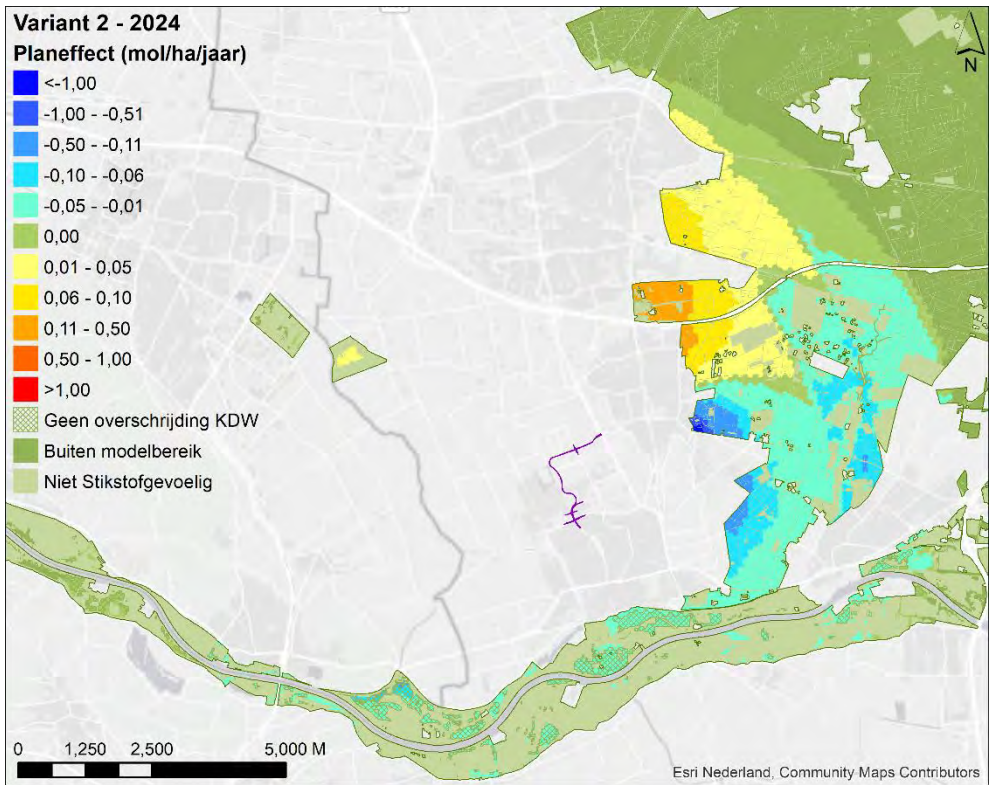 Variant 2 - 2024
Planeffect (mol/ha/jaar)
<-1,00
-1,00 - -0,51
-0,50 - -0,11
-0,10 - -0,06
-0,05 - -0,01
0,00
0,01 - 0,05
0,06 - 0,10
0,11 - 0,50
0,50 - 1,00
>1,00
Geen overschrijding KDW
Buiten modelbereik
Niet Stikstofgevoelig
N
0 1,250 2,500 5,000 M
Esri Nederland, Community Maps Contributors